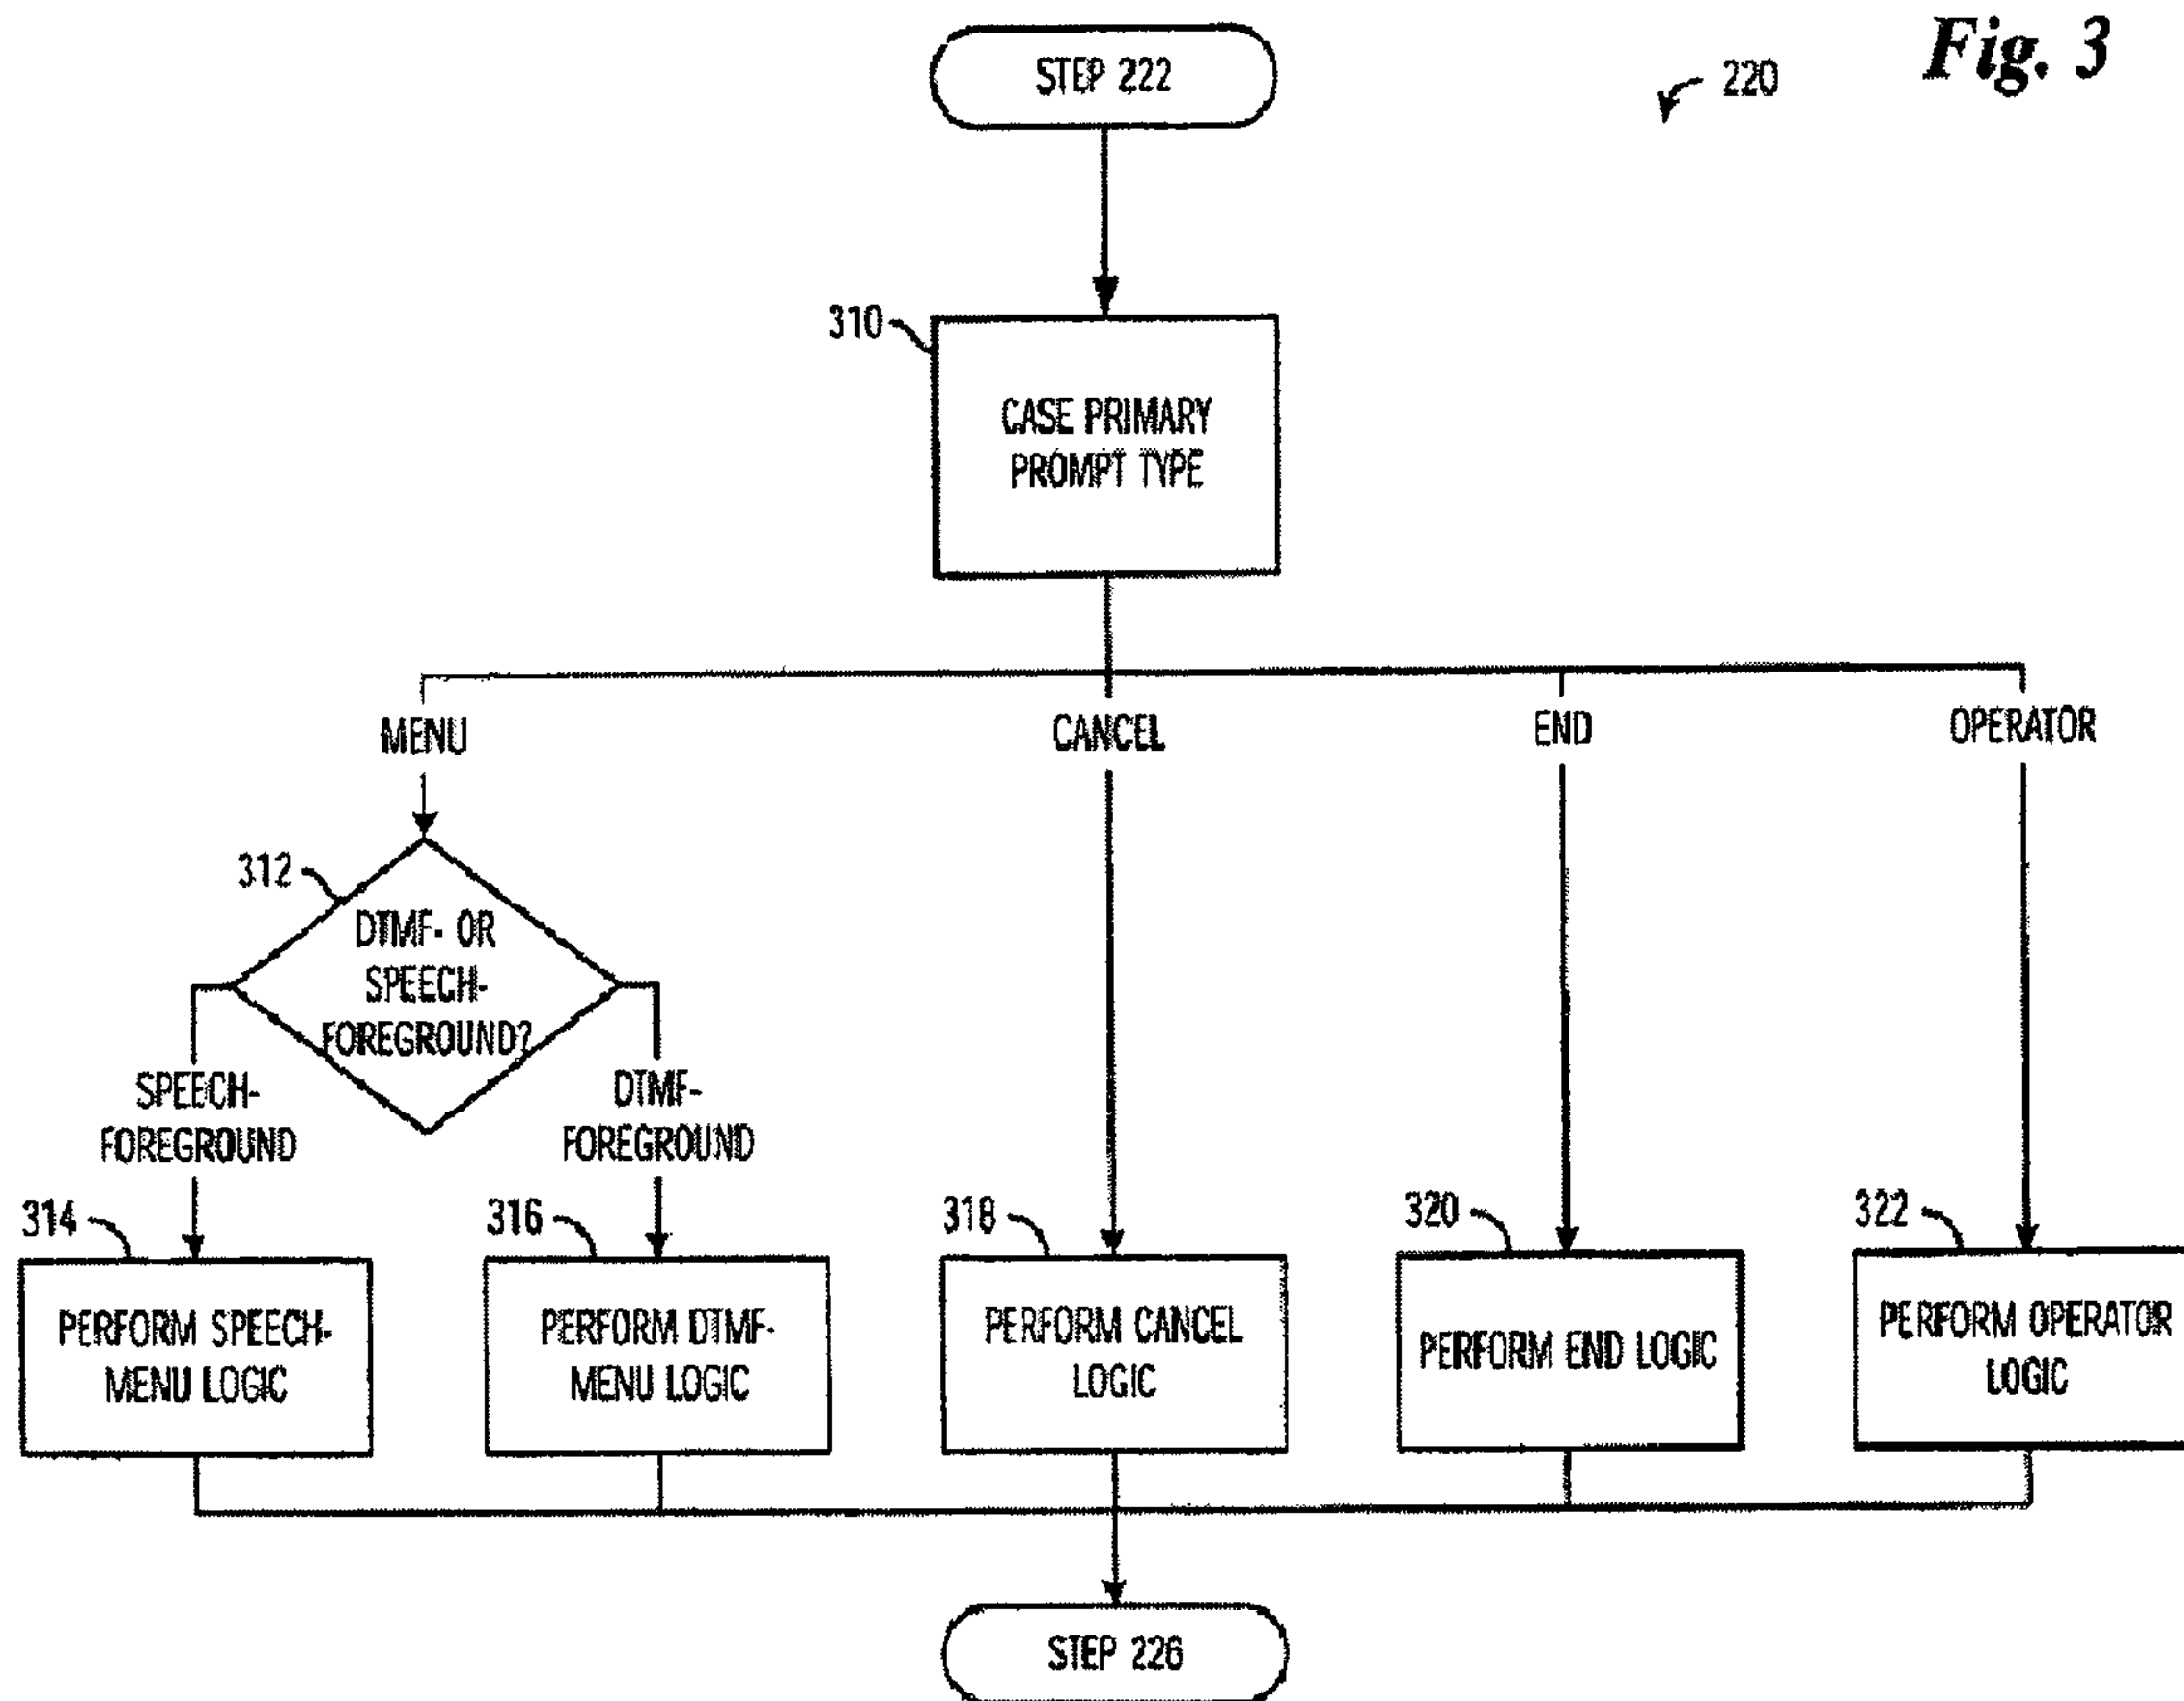 Fig. 3
STEP 222
220
310
CASE PRIMARY
PROMPT TYPE
MENU
CANCEL
END
OPERATOR
312
DTMF- OR
SPEECH-
FOREGROUND?
SPEECH-
FOREGROUND
DTMF-
FOREGROUND
314
PERFORM SPEECH-
MENU LOGIC
316
PERFORM DTMF-
MENU LOGIC
318
PERFORM CANCEL
LOGIC
320
PERFORM END LOGIC
322
PERFORM OPERATOR
LOGIC
STEP 226